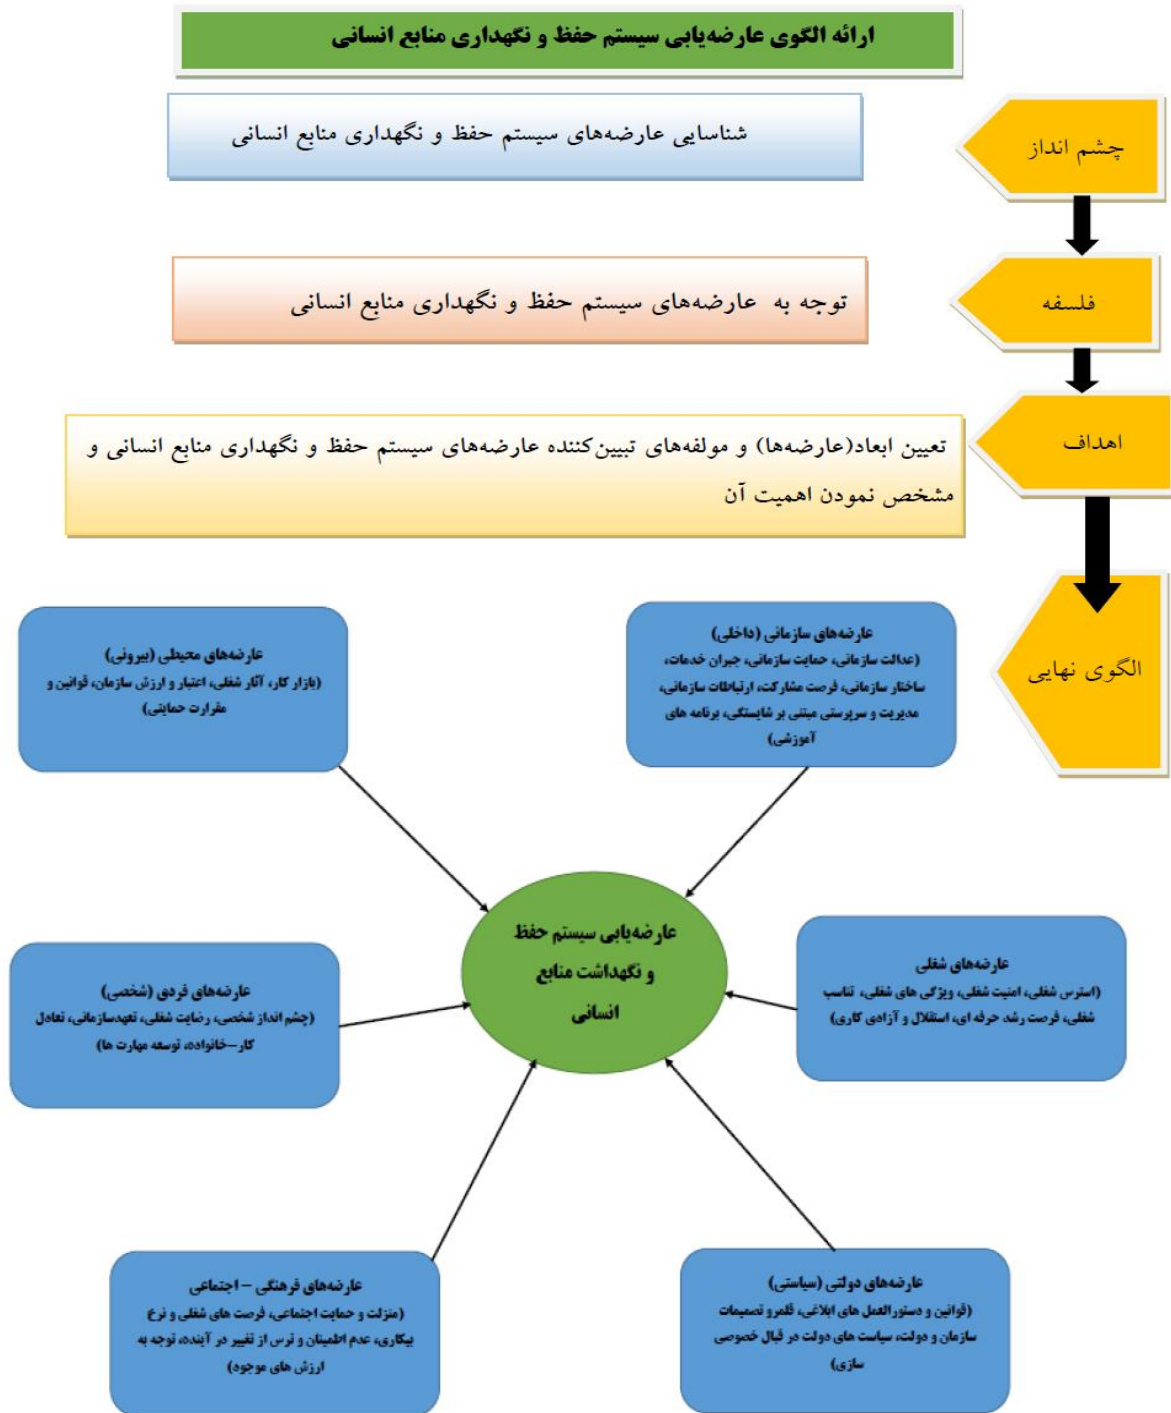 ارائه الگوی عارضه‌یابی سیستم حفظ و نگهداری منابع انسانی
چشم انداز
شناسایی عارضه‌های سیستم حفظ و نگهداری منابع انسانی
فلسفه
توجه به عارضه‌های سیستم حفظ و نگهداری منابع انسانی
اهداف
تعیین ابعاد(عارضه‌ها) و مولفه‌های تبیین‌کننده عارضه‌های سیستم حفظ و نگهداری منابع انسانی و
مشخص نمودن اهمیت آن
الگوی نهایی
عارضه‌های سازمانی (داخلی)
(عدالت سازمانی، حمایت سازمانی، جبران خدمات،
ساختار سازمانی، فرصت مشارکت، ارتباطات سازمانی،
مدیریت و سرپرستی مبتنی بر شایستگی، برنامه های
آموزشی)
عارضه‌های محیطی (بیرونی)
(بازار کار، آثار شغلی، اعتبار و ارزش سازمان، قوانین و
مقرارت حمایتی)
عارضه‌یابی سیستم حفظ
و نگهداشت منابع
انسانی
عارضه‌های شغلی
(استرس شغلی، امنیت شغلی، ویژگی های شغلی، تناسب
شغلی، فرصت رشد حرفه ای، استقلال و آزادی کاری)
عارضه‌های فردی (شخصی)
(چشم انداز شخصی، رضایت شغلی، تعهدسازمانی، تعادل
کار–خانواده، توسعه مهارت ها)
عارضه‌های دولتی (سیاستی)
(قوانین و دستورالعمل های ابلاغی، قلمرو تصمیمات
سازمان و دولت، سیاست های دولت در قبال خصوصی
سازی)
عارضه‌های فرهنگی – اجتماعی
(منزلت و حمایت اجتماعی، فرصت های شغلی و نرخ
بیکاری، عدم اطمینان و ترس از تغییر در آینده، توجه به
ارزش های موجود)